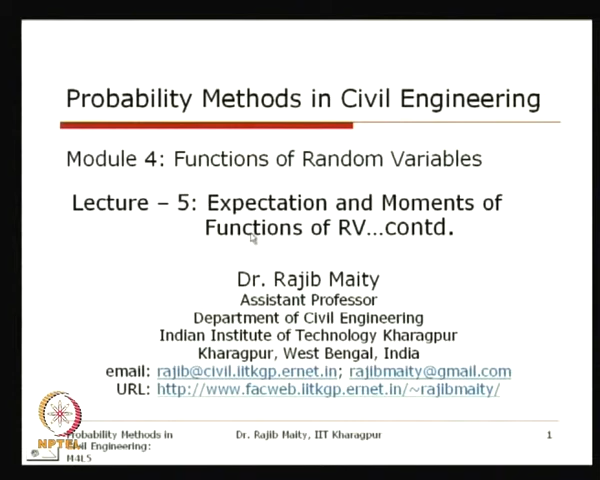 Probability Methods in Civil Engineering
Module 4: Functions of Random Variables
Lecture – 5: Expectation and Moments of
Functions of RV…contd.
Dr. Rajib Maity
Assistant Professor
Department of Civil Engineering
Indian Institute of Technology Kharagpur
Kharagpur, West Bengal, India
email: rajib@civil.iitkgp.ernet.in; rajibmaity@gmail.com
URL: http://www.facweb.iitkgp.ernet.in/~rajibmaity/
Probability Methods in
Civil Engineering:
M4L5
Dr. Rajib Maity, IIT Kharagpur
1
NPTEL